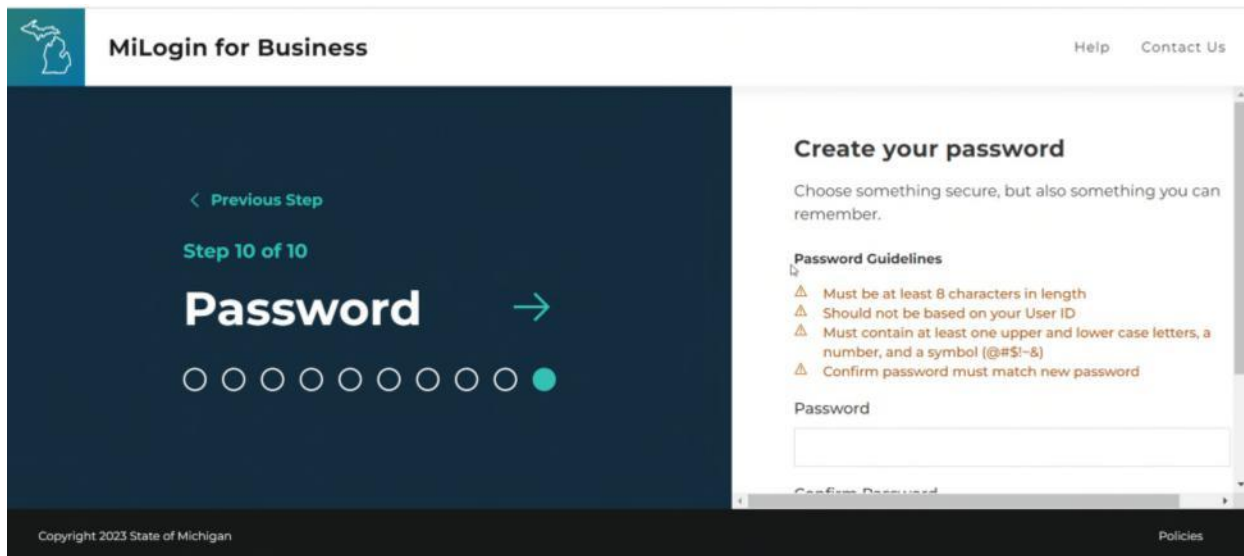 MiLogin for Business
Help Contact Us
< Previous Step
Step 10 of 10
Password
Create your password
Choose something secure, but also something you can
remember.
Password Guidelines
Must be at least 8 characters in length
Should not be based on your User ID
Must contain at least one upper and lower case letters, a
number, and a symbol (@#$!~&)
Confirm password must match new password
Password
Confirm Password
Copyright 2023 State of Michigan
Policies